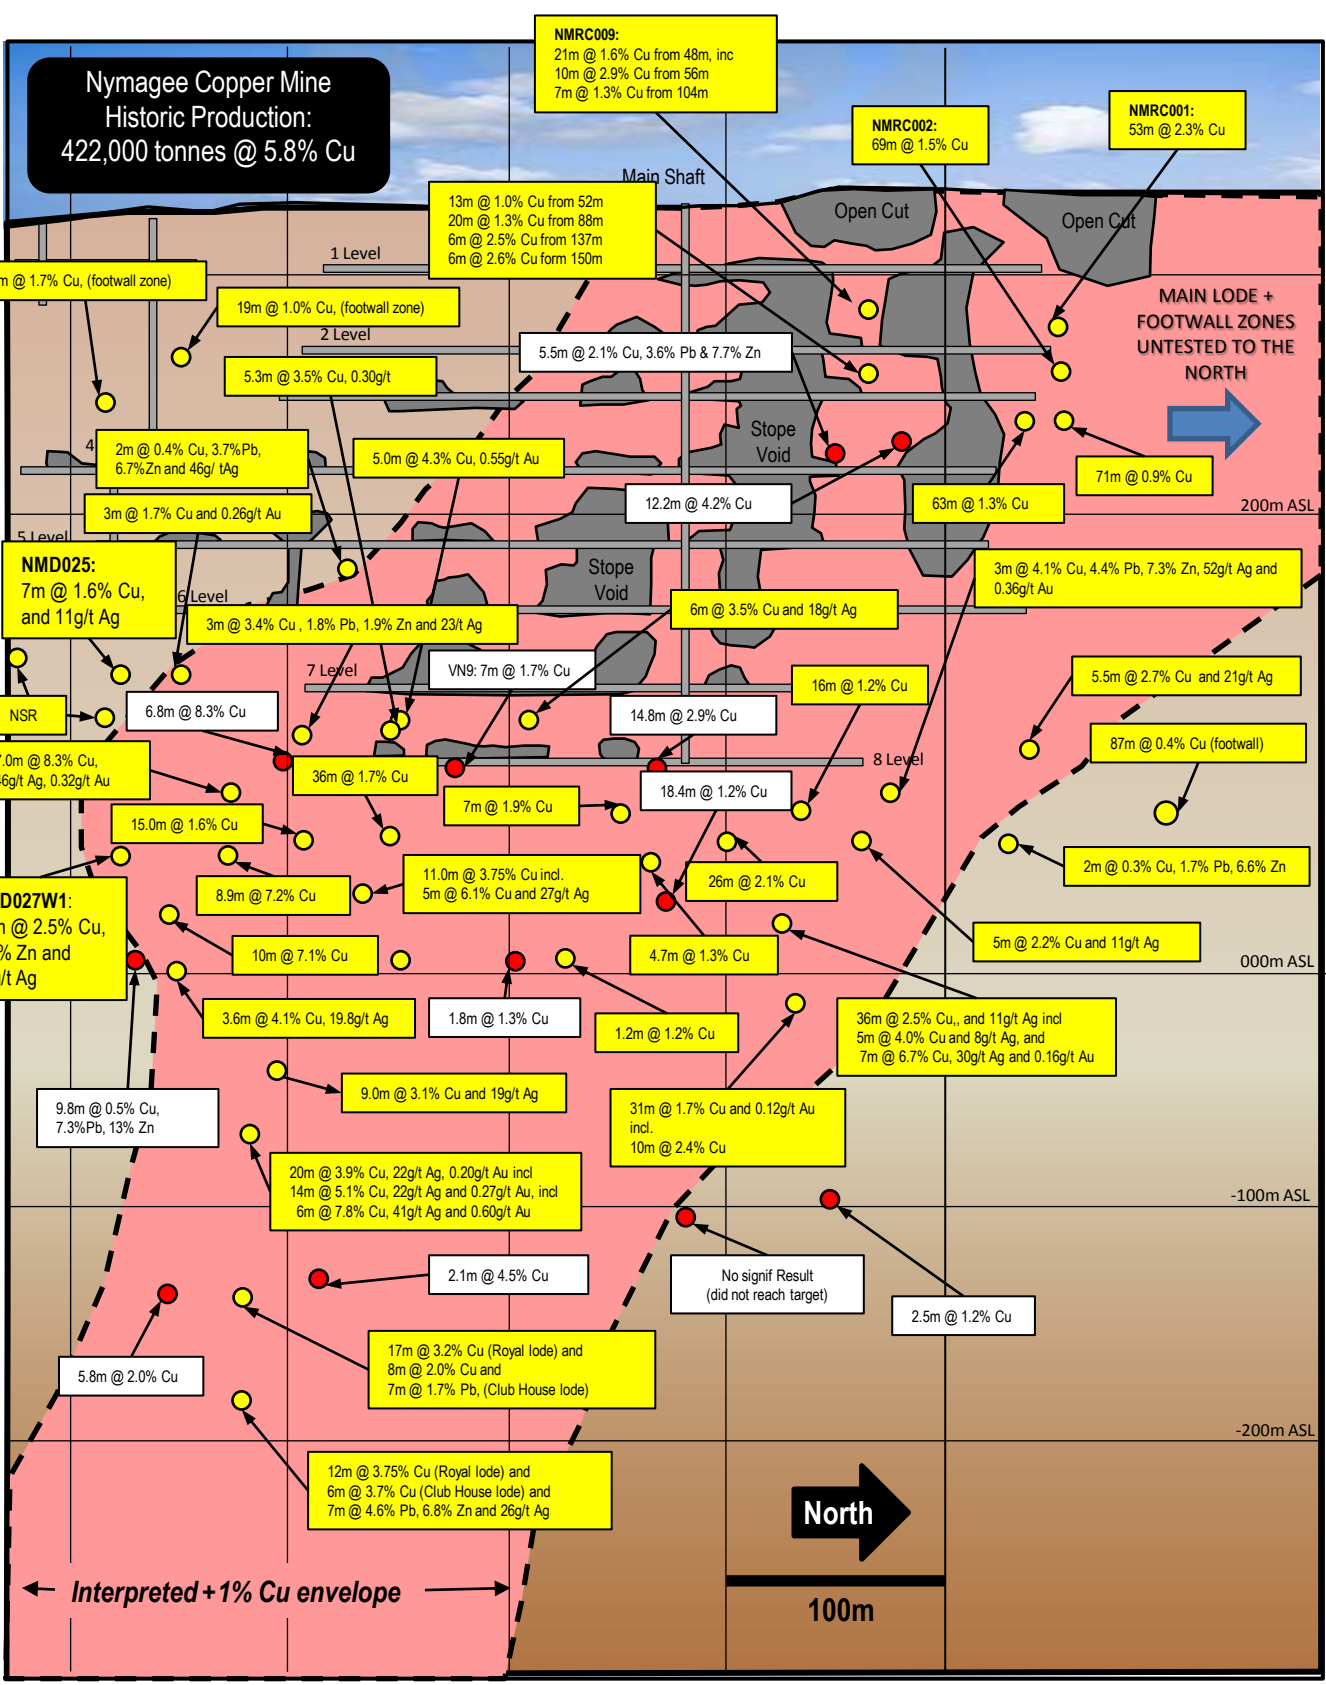 NMRC009:
21m @ 1.6% Cu from 48m, inc
10m @ 2.9% Cu from 56m
7m @ 1.3% Cu from 104m
Nymagee Copper Mine
Historic Production:
422,000 tonnes @ 5.8% Cu
NMRC002:
69m @ 1.5% Cu
NMRC001:
53m @ 2.3% Cu
Main Shaft
13m @ 1.0% Cu from 52m
20m @ 1.3% Cu from 88m
6m @ 2.5% Cu from 137m
6m @ 2.6% Cu form 150m
Open Cut
Open Cut
1 Level
m @ 1.7% Cu, (footwall zone)
19m @ 1.0% Cu, (footwall zone)
MAIN LODE +
FOOTWALL ZONES
UNTESTED TO THE
NORTH
2 Level
5.5m @ 2.1% Cu, 3.6% Pb & 7.7% Zn
5.3m @ 3.5% Cu, 0.30g/t
4
2m @ 0.4% Cu, 3.7%Pb,
6.7%Zn and 46g/ tAg
5.0m @ 4.3% Cu, 0.55g/t Au
Stope
Void
71m @ 0.9% Cu
12.2m @ 4.2% Cu
63m @ 1.3% Cu
200m ASL
3m @ 1.7% Cu and 0.26g/t Au
5 Level
NMD025:
7m @ 1.6% Cu,
and 11g/t Ag
Stope
Void
3m @ 4.1% Cu, 4.4% Pb, 7.3% Zn, 52g/t Ag and
0.36g/t Au
6 Level
6m @ 3.5% Cu and 18g/t Ag
3m @ 3.4% Cu , 1.8% Pb, 1.9% Zn and 23/t Ag
7 Level
VN9: 7m @ 1.7% Cu
16m @ 1.2% Cu
5.5m @ 2.7% Cu and 21g/t Ag
NSR
6.8m @ 8.3% Cu
14.8m @ 2.9% Cu
87m @ 0.4% Cu (footwall)
7.0m @ 8.3% Cu,
46g/t Ag, 0.32g/t Au
8 Level
36m @ 1.7% Cu
18.4m @ 1.2% Cu
7m @ 1.9% Cu
15.0m @ 1.6% Cu
2m @ 0.3% Cu, 1.7% Pb, 6.6% Zn
11.0m @ 3.75% Cu incl.
5m @ 6.1% Cu and 27g/t Ag
26m @ 2.1% Cu
8.9m @ 7.2% Cu
D027W1:
m @ 2.5% Cu,
% Zn and
g/t Ag
10m @ 7.1% Cu
4.7m @ 1.3% Cu
5m @ 2.2% Cu and 11g/t Ag
000m ASL
3.6m @ 4.1% Cu, 19.8g/t Ag
1.8m @ 1.3% Cu
1.2m @ 1.2% Cu
36m @ 2.5% Cu,, and 11g/t Ag incl
5m @ 4.0% Cu and 8g/t Ag, and
7m @ 6.7% Cu, 30g/t Ag and 0.16g/t Au
9.0m @ 3.1% Cu and 19g/t Ag
9.8m @ 0.5% Cu,
7.3%Pb, 13% Zn
31m @ 1.7% Cu and 0.12g/t Au
incl.
10m @ 2.4% Cu
20m @ 3.9% Cu, 22g/t Ag, 0.20g/t Au incl
14m @ 5.1% Cu, 22g/t Ag and 0.27g/t Au, incl
6m @ 7.8% Cu, 41g/t Ag and 0.60g/t Au
-100m ASL
2.1m @ 4.5% Cu
No signif Result
(did not reach target)
2.5m @ 1.2% Cu
17m @ 3.2% Cu (Royal lode) and
8m @ 2.0% Cu and
7m @ 1.7% Pb, (Club House lode)
5.8m @ 2.0% Cu
-200m ASL
12m @ 3.75% Cu (Royal lode) and
6m @ 3.7% Cu (Club House lode) and
7m @ 4.6% Pb, 6.8% Zn and 26g/t Ag
North
Interpreted +1% Cu envelope
100m